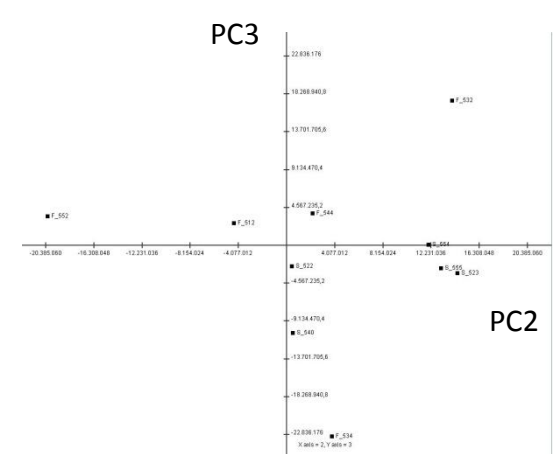 PC3
22.836.176
18.268.940,8
F_532
13.701.705,6
9.134.470,4
4.567.235,2
F_552
F_544
F_512
-20.385.060
-16.308.048
-12.231.036
-8.154.024
-4.077.012
4.077.012
8.154.024
12.231.036
16.308.048
20.385.060
S_522
S_555
S_523
-4.567.235,2
-9.134.470,4
PC2
S_540
-13.701.705,6
-18.268.940,8
-22.836.176
F_534
X axis = 2, Y axis = 3